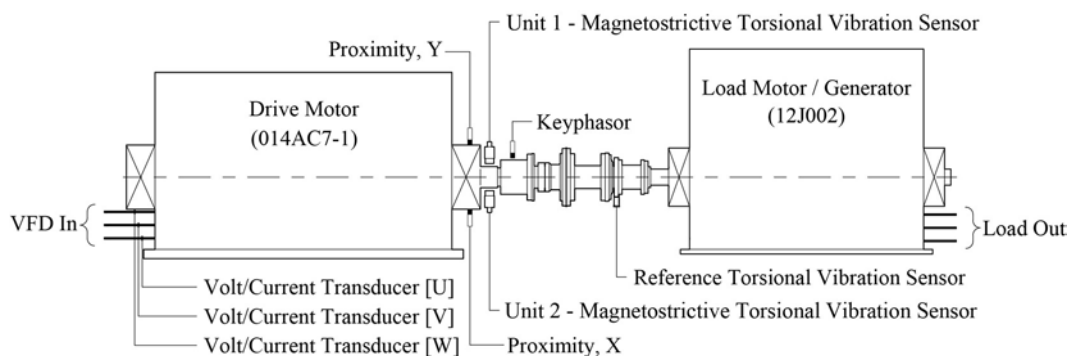 Unit 1 - Magnetostrictive Torsional Vibration Sensor
Proximity, Y
Load Motor / Generator
(12J002)
Drive Motor
(014AC7-1)
Keyphasor
VFD In
Load Out
Volt/Current Transducer [U]
Reference Torsional Vibration Sensor
Volt/Current Transducer [V]
Unit 2 - Magnetostrictive Torsional Vibration Sensor
Volt/Current Transducer [W]
Proximity, X